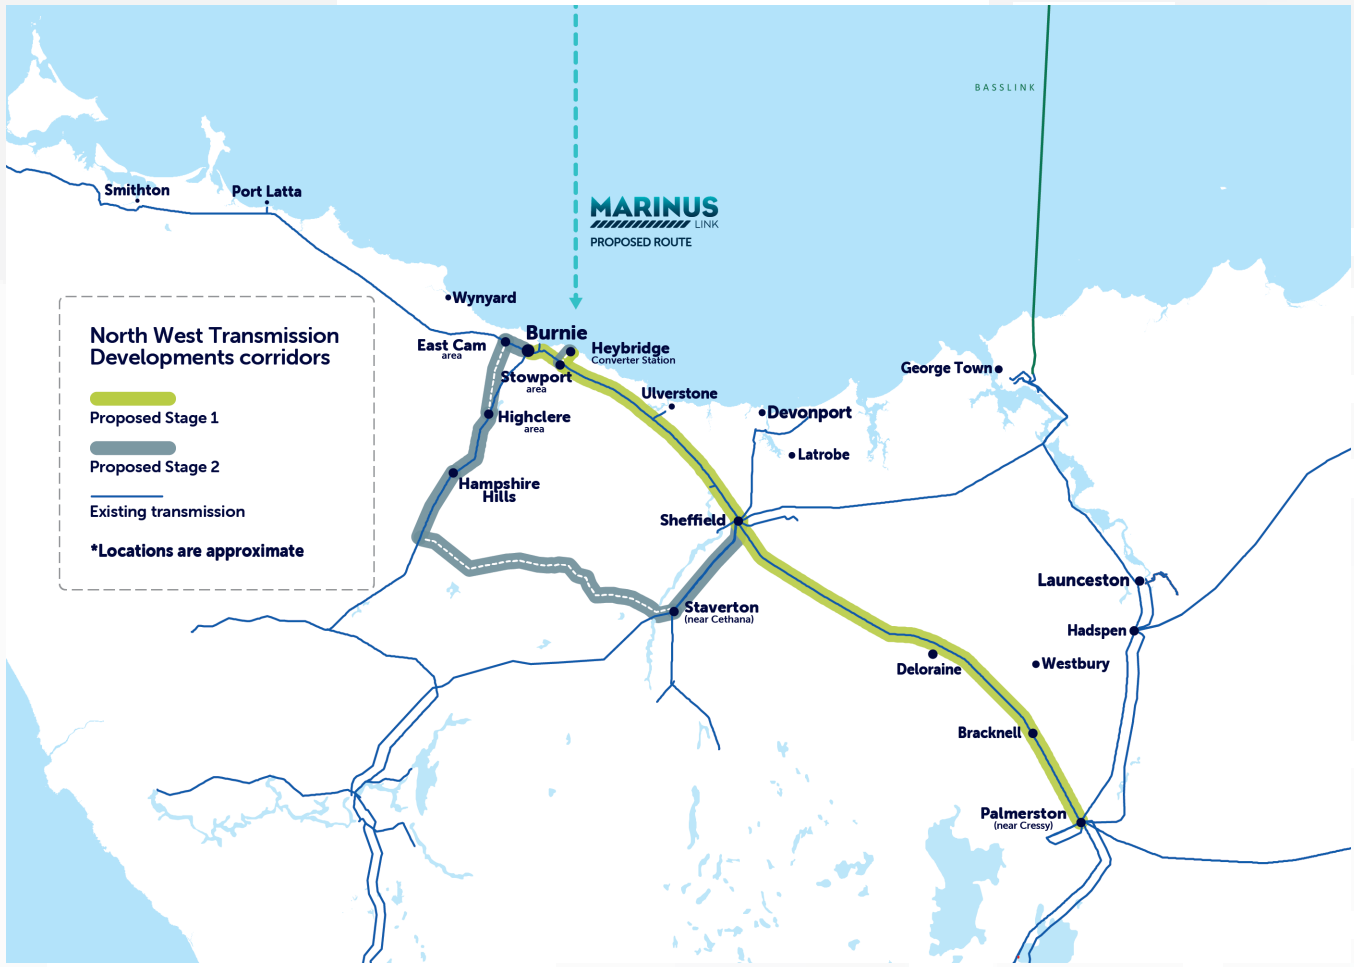 BASSLINK
Smithton
Port Latta
MARINUS
LINK
PROPOSED ROUTE
Wynyard
North West Transmission
Developments corridors
Proposed Stage 1
Proposed Stage 2
Existing transmission
*Locations are approximate
Burnie
East Cam
area
Heybridge
Converter Station
Stowport
area
George Town
Ulverstone
Highclere
area
Devonport
Latrobe
Hampshire
Hills
Sheffield
Launceston
Staverton
(near Cethana)
Hadspen
Deloraine
Westbury
Bracknell
Palmerston
(near Cressy)